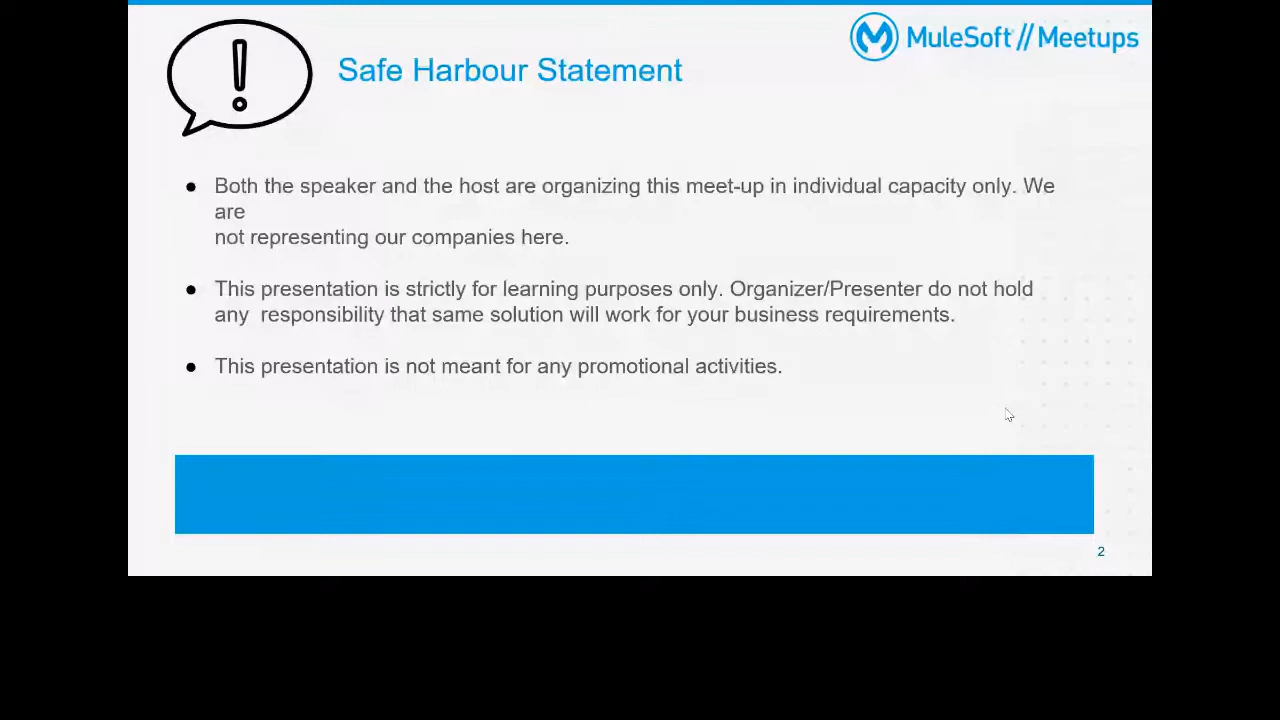 MuleSoft // Meetups
Safe Harbour Statement
● Both the speaker and the host are organizing this meet-up in individual capacity only. We
are
not representing our companies here.
● This presentation is strictly for learning purposes only. Organizer/Presenter do not hold
any  responsibility that same solution will work for your business requirements.
● This presentation is not meant for any promotional activities.
2